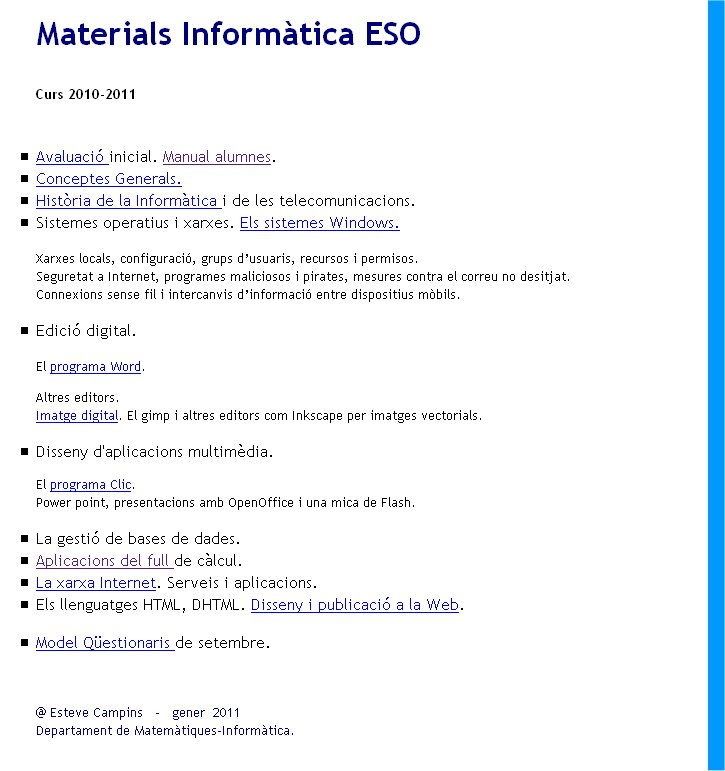 Materials Informàtica ESO
Curs 2010-2011
Avaluació inicial. Manual alumnes.
Conceptes Generals.
Història de la Informàtica i de les telecomunicacions.
Sistemes operatius i xarxes. Els sistemes Windows.
Xarxes locals, configuració, grups d’usuaris, recursos i permisos.
Seguretat a Internet, programes maliciosos i pirates, mesures contra el correu no desitjat.
Connexions sense fil i intercanvis d’informació entre dispositius mòbils.
Edició digital.
El programa Word.
Altres editors.
Imatge digital. El gimp i altres editors com Inkscape per imatges vectorials.
Disseny d'aplicacions multimèdia.
El programa Clic.
Power point, presentacions amb OpenOffice i una mica de Flash.
La gestió de bases de dades.
Aplicacions del full de càlcul.
La xarxa Internet. Serveis i aplicacions.
Els llenguatges HTML, DHTML. Disseny i publicació a la Web.
Model Qüestionaris de setembre.
@ Esteve Campins - gener 2011
Departament de Matemàtiques-Informàtica.